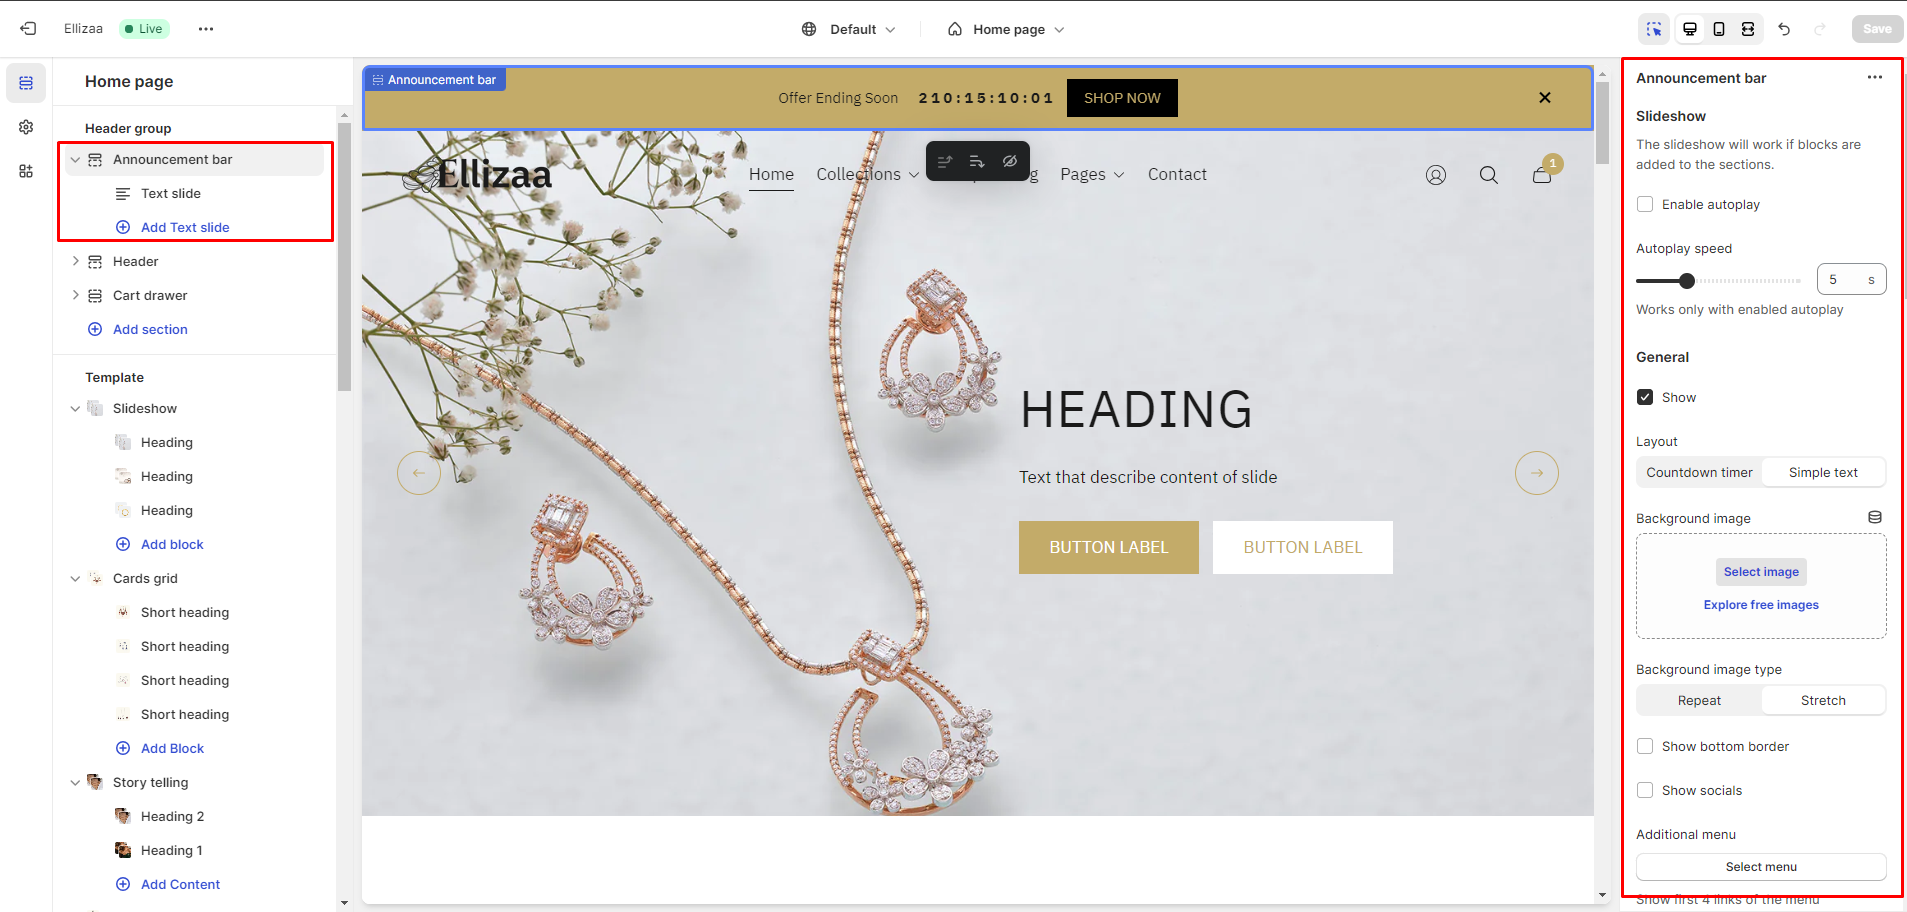 Ellizaa
Live
Default
Home page
Save
Home page
Header group
Announcement bar
Text slide
Add Text slide
Header
Cart drawer
Add section
Template
Slideshow
Heading
Heading
Heading
Add block
Cards grid
Short heading
Short heading
Short heading
Short heading
Add Block
Story telling
Heading 2
Heading 1
Add Content
Announcement bar
Offer Ending Soon 210:15:10:01 SHOP NOW
Ellizaa
Home Collections Pages Contact
1
HEADING
Text that describe content of slide
BUTTON LABEL BUTTON LABEL
Announcement bar
Slideshow
The slideshow will work if blocks are
added to the sections.
Enable autoplay
Autoplay speed
5 s
Works only with enabled autoplay
General
Show
Layout
Countdown timer Simple text
Background image
Select image
Explore free images
Background image type
Repeat Stretch
Show bottom border
Show socials
Additional menu
Select menu
Show first 4 links of the menu